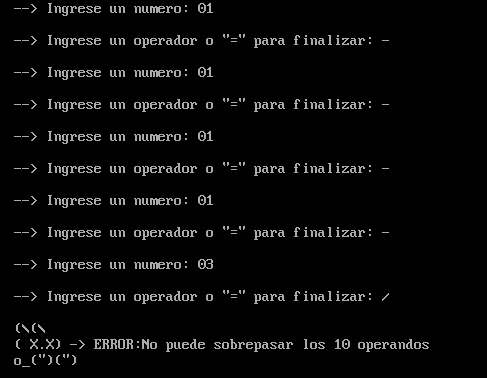 --> Ingrese un numero: 01
--> Ingrese un operador o "=" para finalizar: -
--> Ingrese un numero: 01
--> Ingrese un operador o "=" para finalizar: -
--> Ingrese un numero: 01
--> Ingrese un operador o "=" para finalizar: -
--> Ingrese un numero: 01
--> Ingrese un operador o "=" para finalizar: -
--> Ingrese un numero: 03
--> Ingrese un operador o "=" para finalizar: /
(\(\
( X.X) -> ERROR:No puede sobrepasar los 10 operandos
o_(")(")